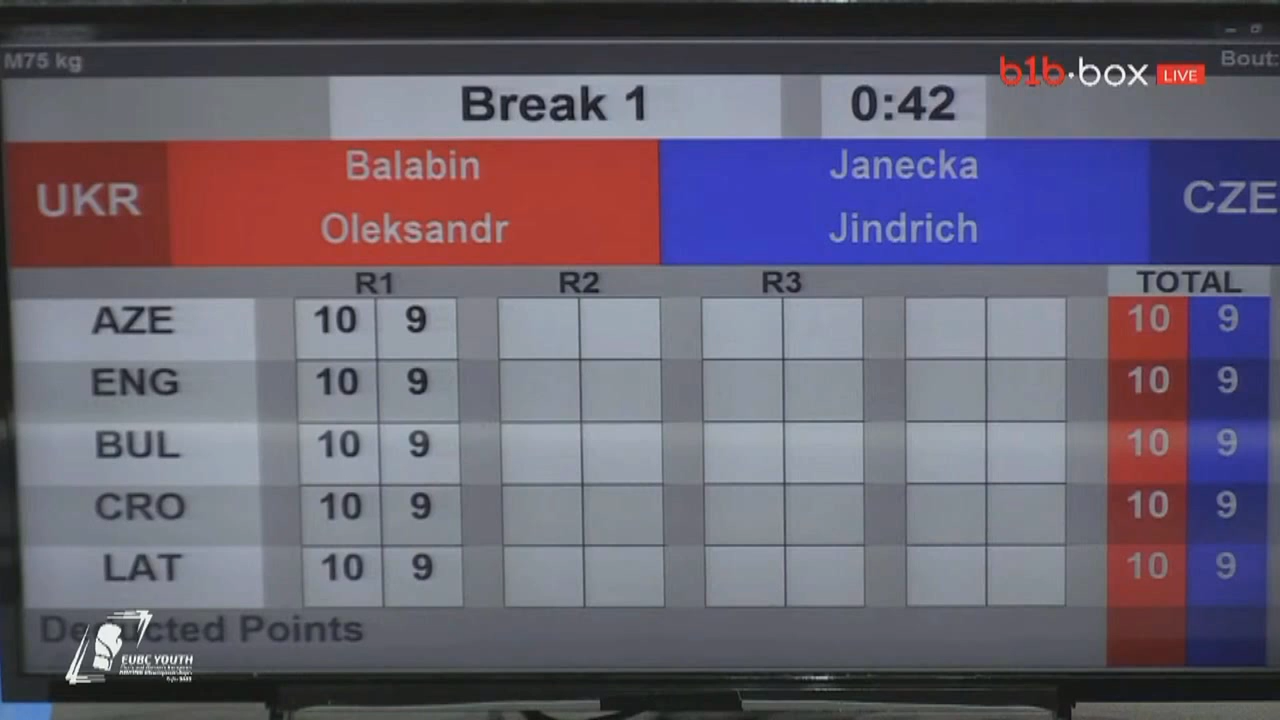 M75 kg
Bout:
b1b·box LIVE
Break 1
0:42
UKR
Balabin
Oleksandr
Janecka
Jindrich
CZE
R1 R2 R3 TOTAL
AZE 10 9 10 9
ENG 10 9 10 9
BUL 10 9 10 9
CRO 10 9 10 9
LAT 10 9 10 9
Points
EUBC YOUTH